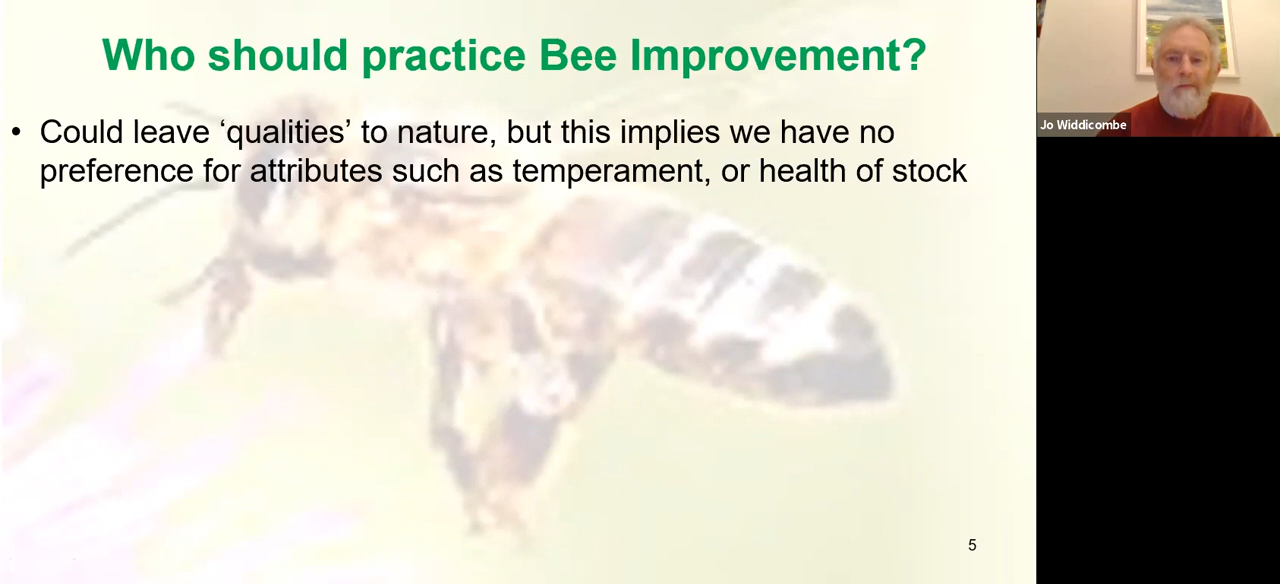 Who should practice Bee Improvement?
• Could leave ‘qualities’ to nature, but this implies we have no
preference for attributes such as temperament, or health of stock
5
Jo Widdicombe